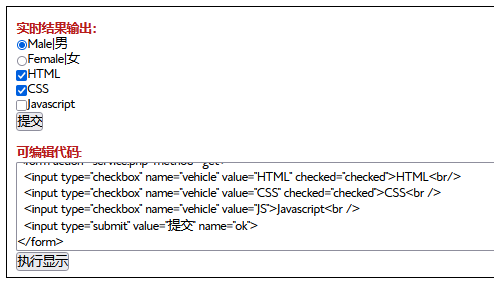 实时结果输出:
Male|男
Female|女
HTML
CSS
Javascript
提交
可编辑代码:
<input type="checkbox" name="vehicle" value="HTML" checked="checked">HTML<br/>
<input type="checkbox" name="vehicle" value="CSS" checked="checked">CSS<br />
<input type="checkbox" name="vehicle" value="JS">Javascript<br />
<input type="submit" value="提交" name="ok">
</form>
执行显示